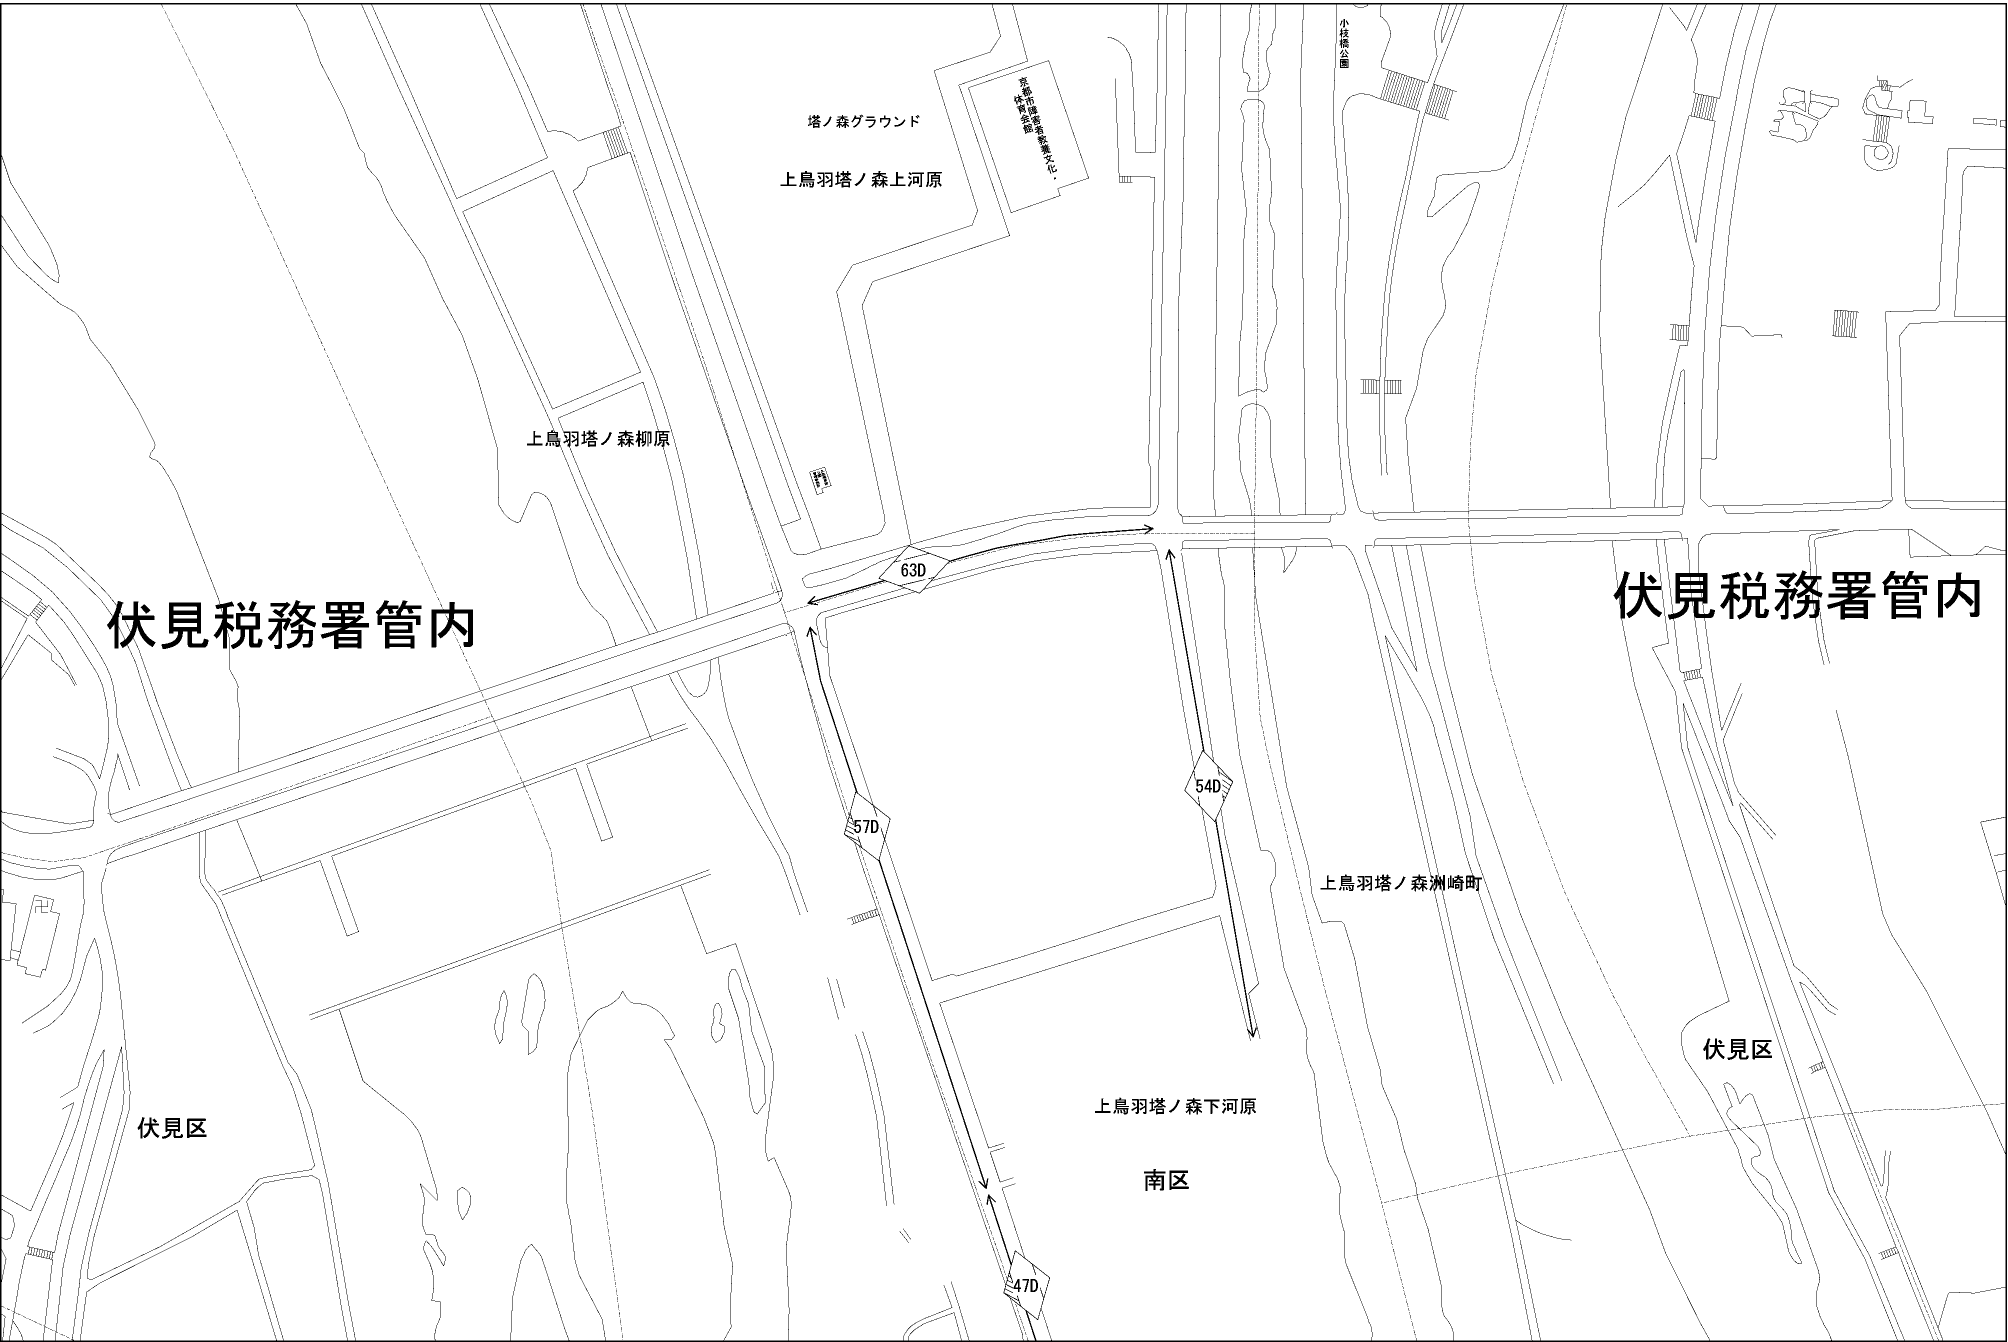 小枝橋公園
京都市障害者教養文化・
体育会館
塔ノ森グラウンド
上鳥羽塔ノ森上河原
上鳥羽塔ノ森柳原
63D
伏見税務署管内
伏見税務署管内
54D
57D
上鳥羽塔ノ森洲崎町
伏見区
上鳥羽塔ノ森下河原
伏見区
南区
47D